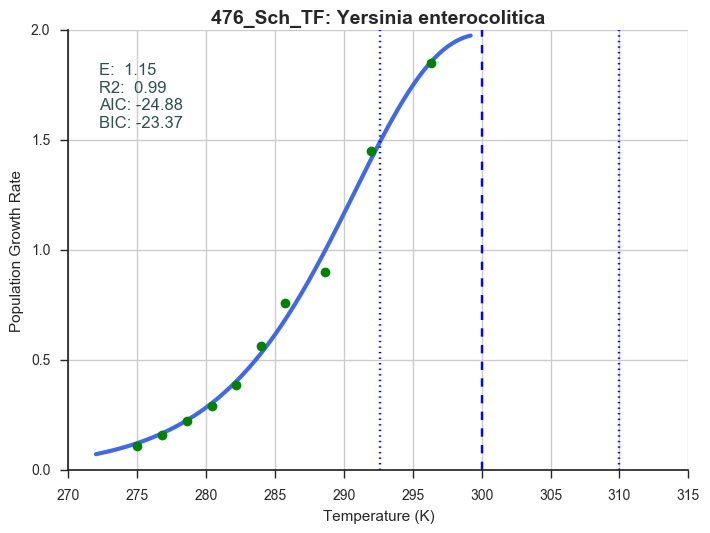 476_Sch_TF: Yersinia enterocolitica
E:  1.15
R2:  0.99
AIC: -24.88
BIC: -23.37
Population Growth Rate
2.0
1.5
1.0
0.5
0.0
270 275 280 285 290 295 300 305 310 315
Temperature (K)